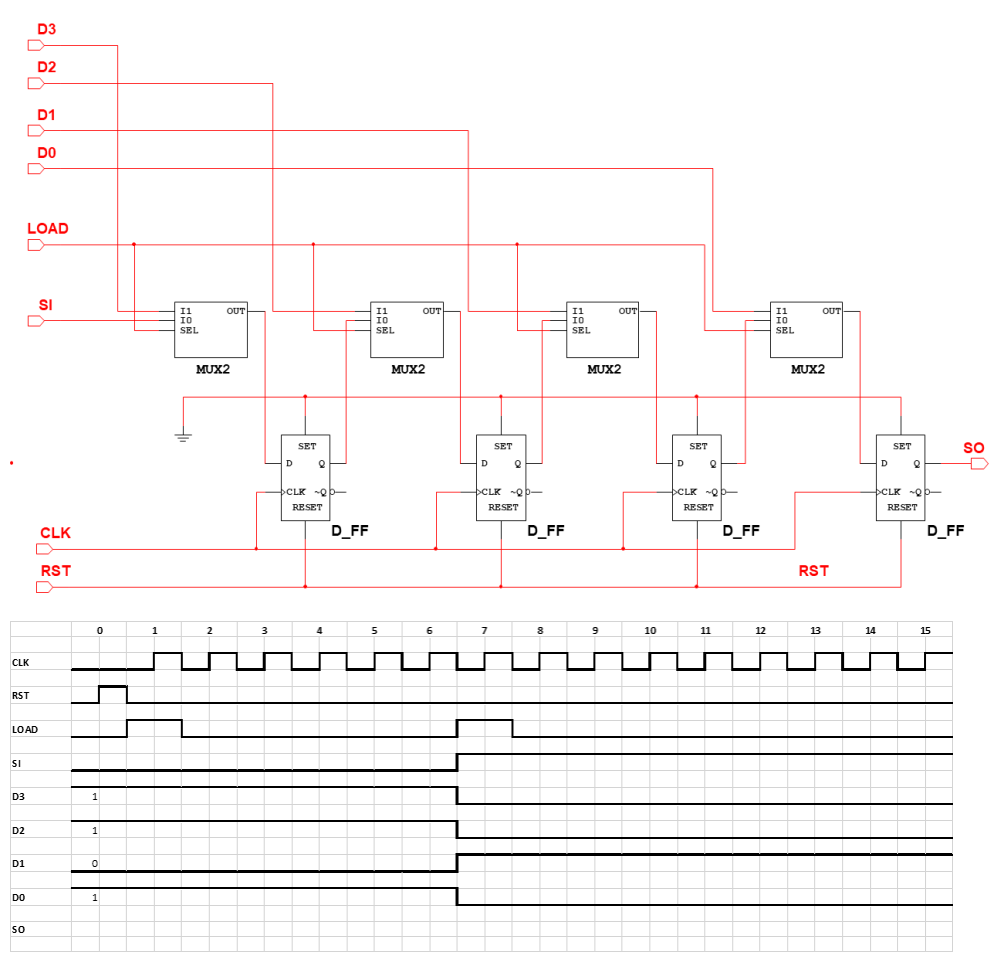 D3
D2
D1
D0
LOAD
SI
I1 OUT
I0
SEL
MUX2
I1 OUT
I0
SEL
MUX2
I1 OUT
I0
SEL
MUX2
I1 OUT
I0
SEL
MUX2
SET
D Q
CLK ~Q
RESET
D_FF
SET
D Q
CLK ~Q
RESET
D_FF
SET
D Q
CLK ~Q
RESET
D_FF
SET
D Q
CLK ~Q
RESET
D_FF
SO
CLK
RST
RST
0 1 2 3 4 5 6 7 8 9 10 11 12 13 14 15
CLK
RST
LOAD
SI
D3 1
D2 1
D1 0
D0 1
SO